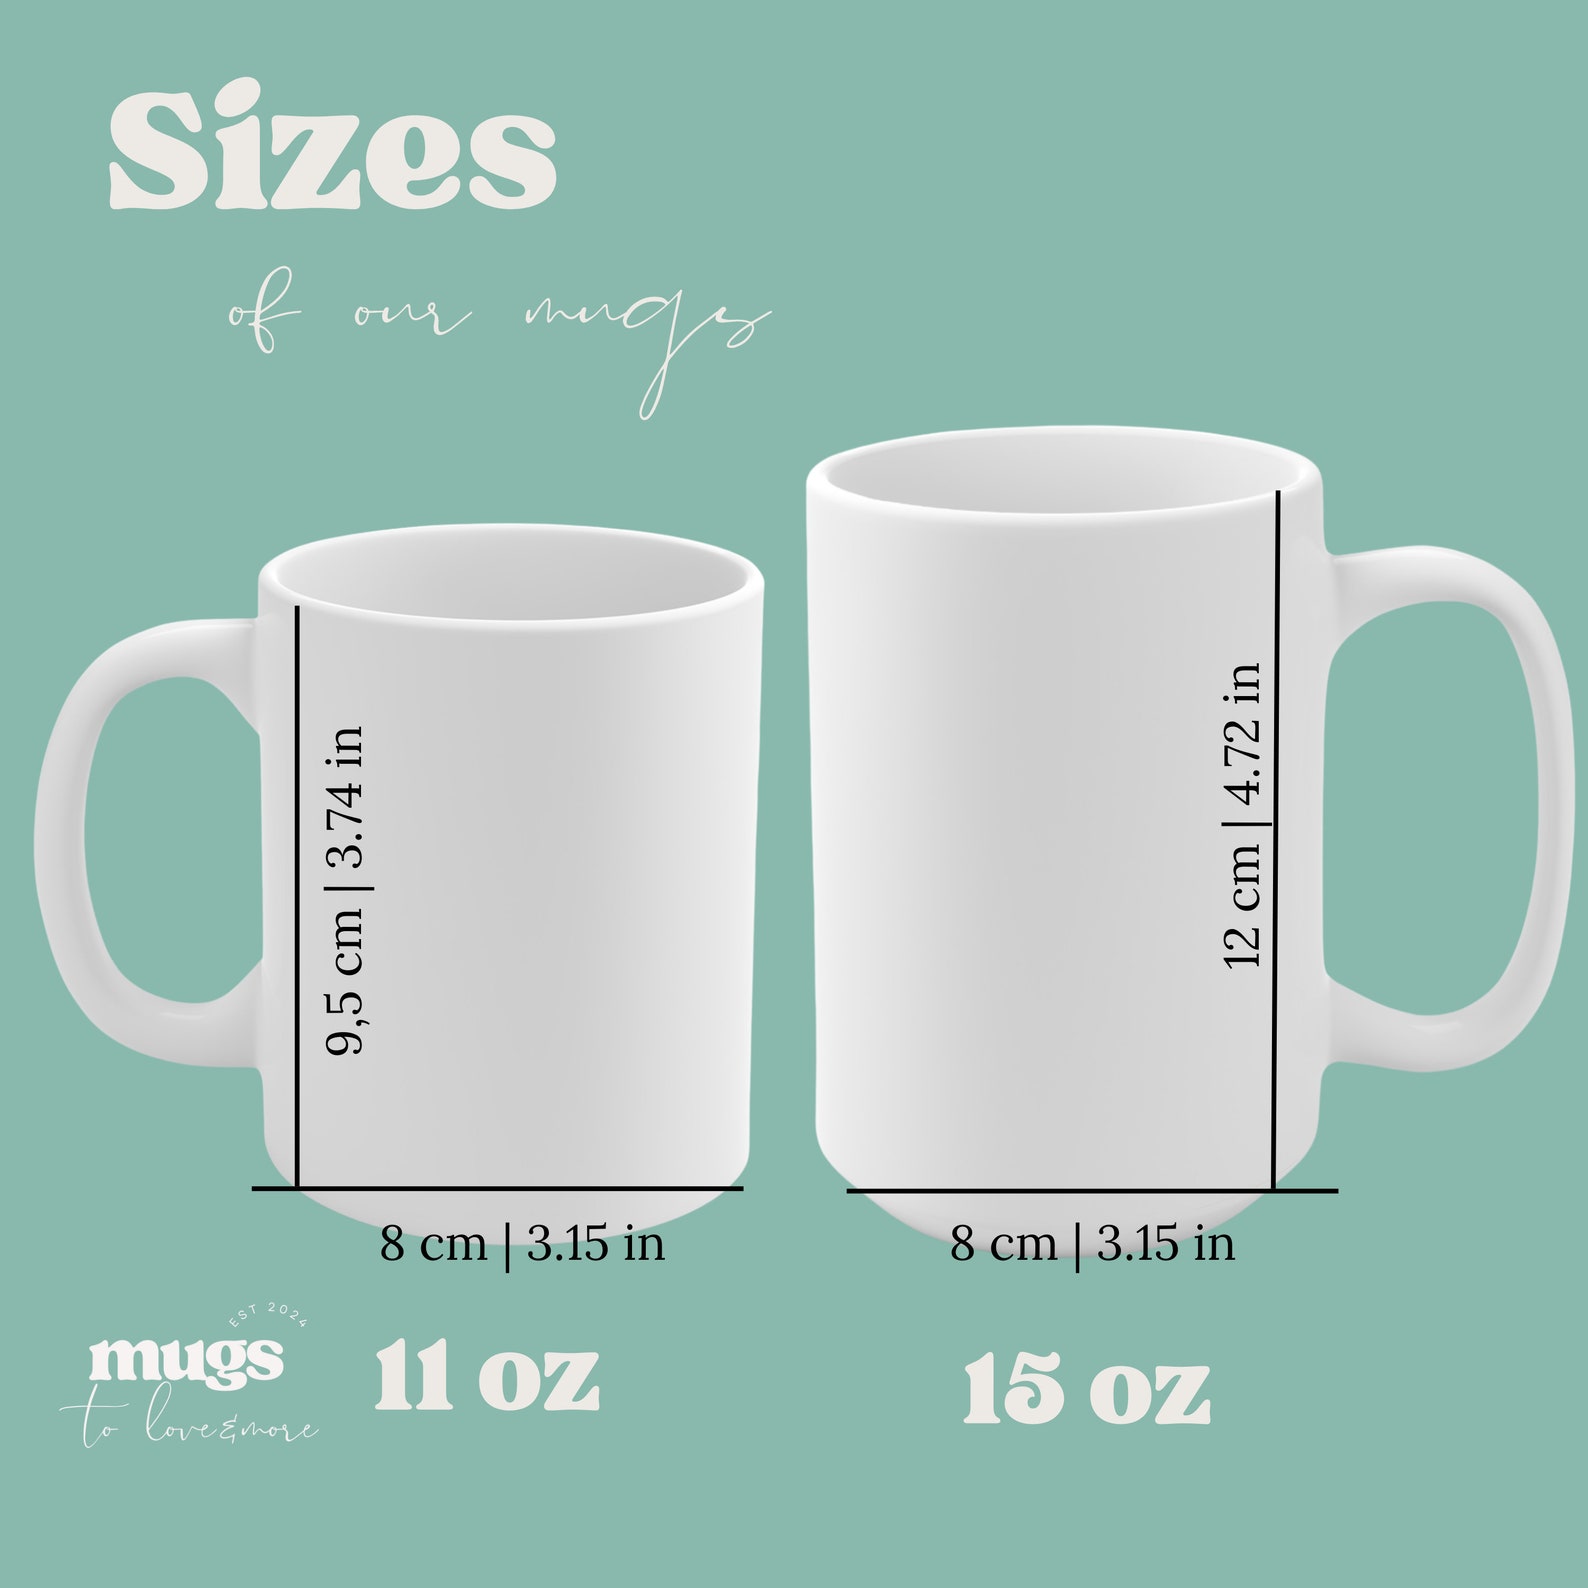 Sizes
of our mugs
9,5 cm | 3.74 in
12 cm | 4.72 in
8 cm | 3.15 in
8 cm | 3.15 in
EST 2024
mugs
to love&more
11 oz
15 oz